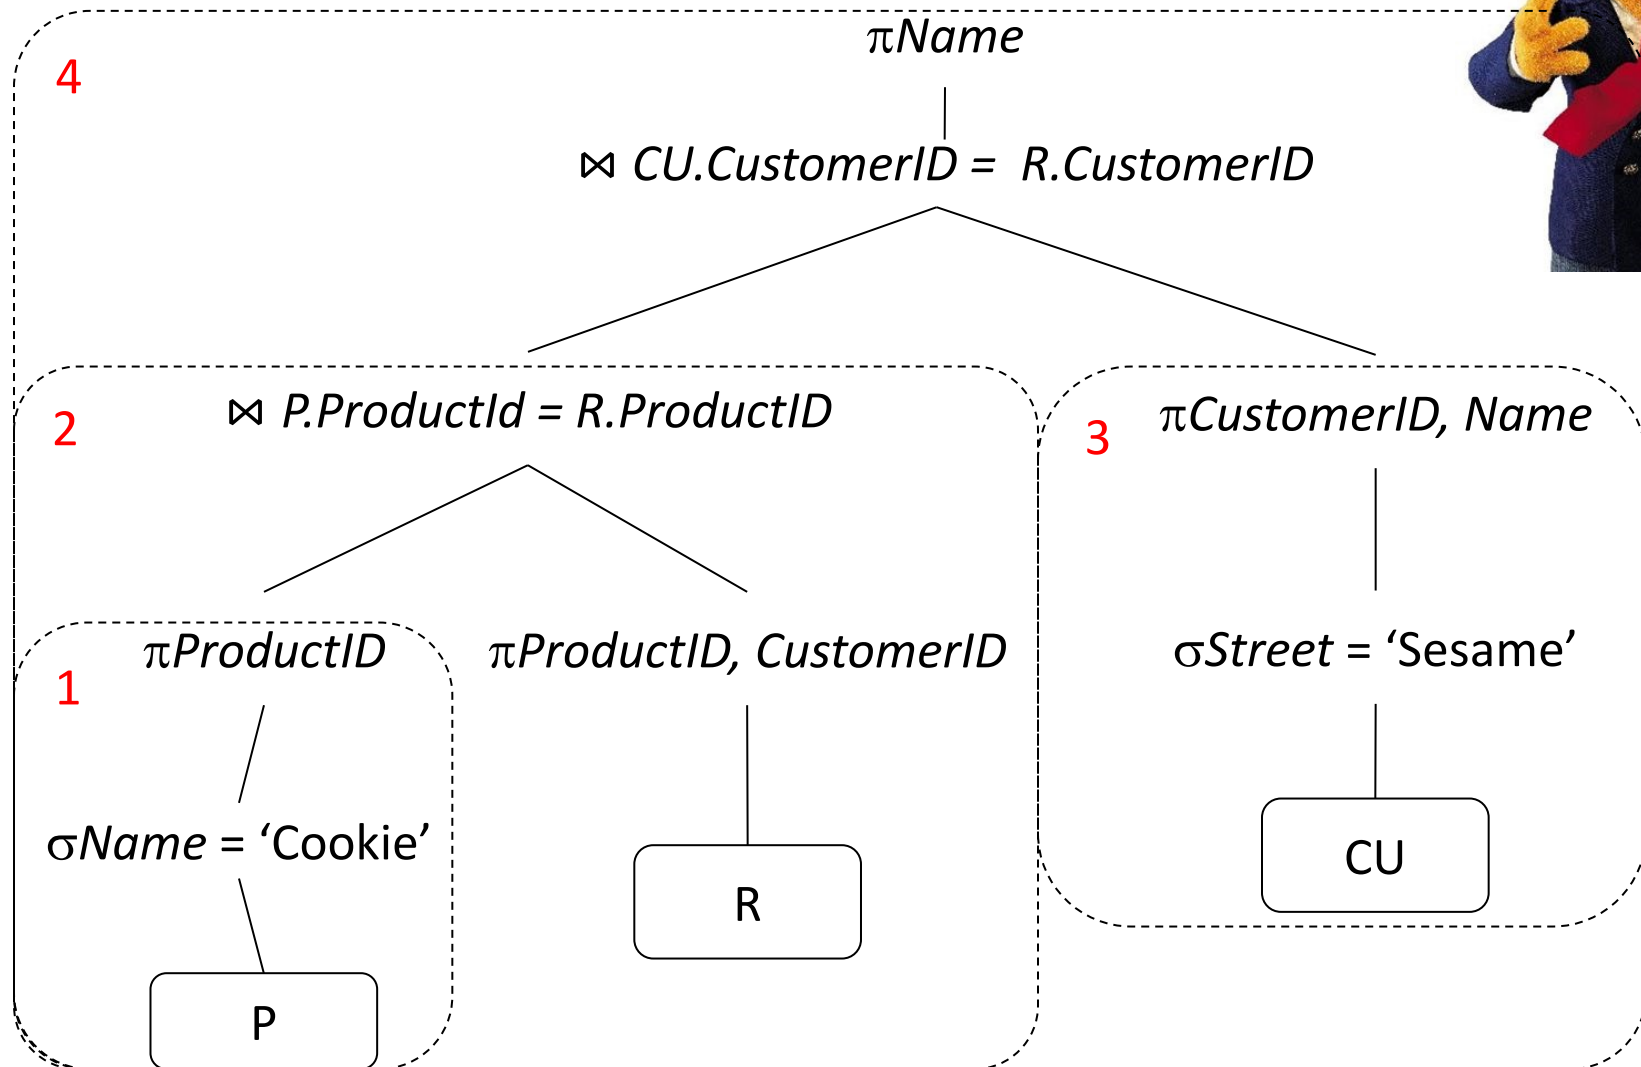 πName
4
⋈ CU.CustomerID = R.CustomerID
2
⋈ P.ProductId = R.ProductID
3
πCustomerID, Name
1
πProductID
πProductID, CustomerID
σStreet = ‘Sesame’
σName = ‘Cookie’
R
CU
P